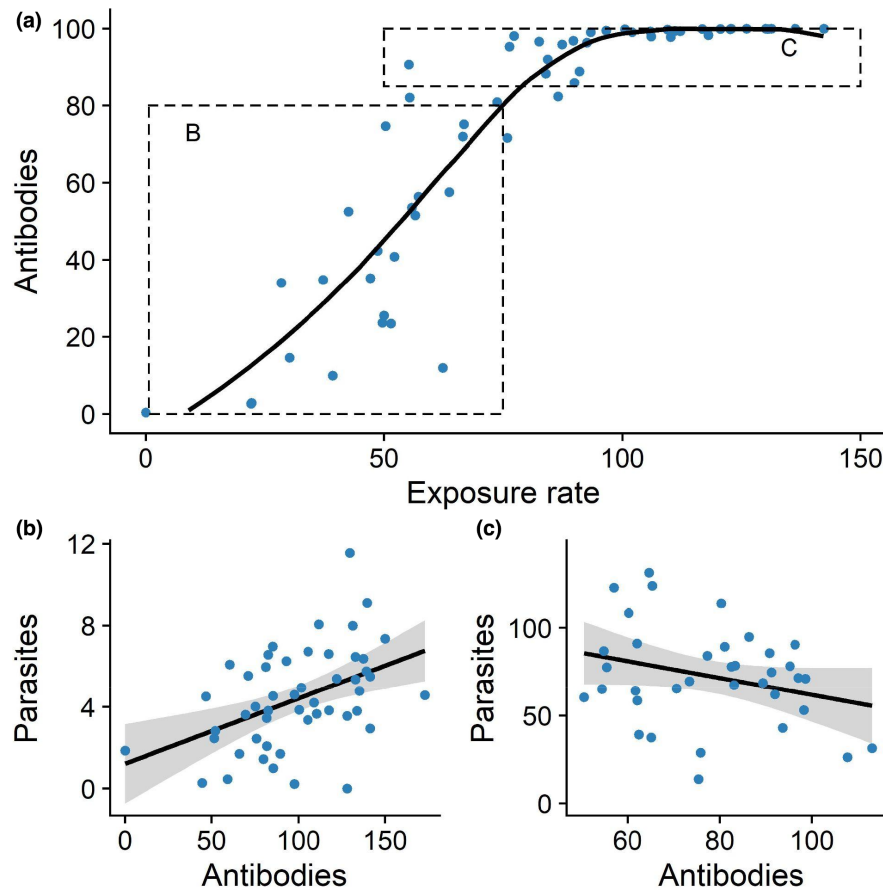 (a)
100
80
60
40
20
0
Antibodies
B
C
0 50 100 150
Exposure rate
(b)
12
8
4
0
Parasites
0 50 100 150
Antibodies
(c)
100
50
0
Parasites
60 80 100
Antibodies